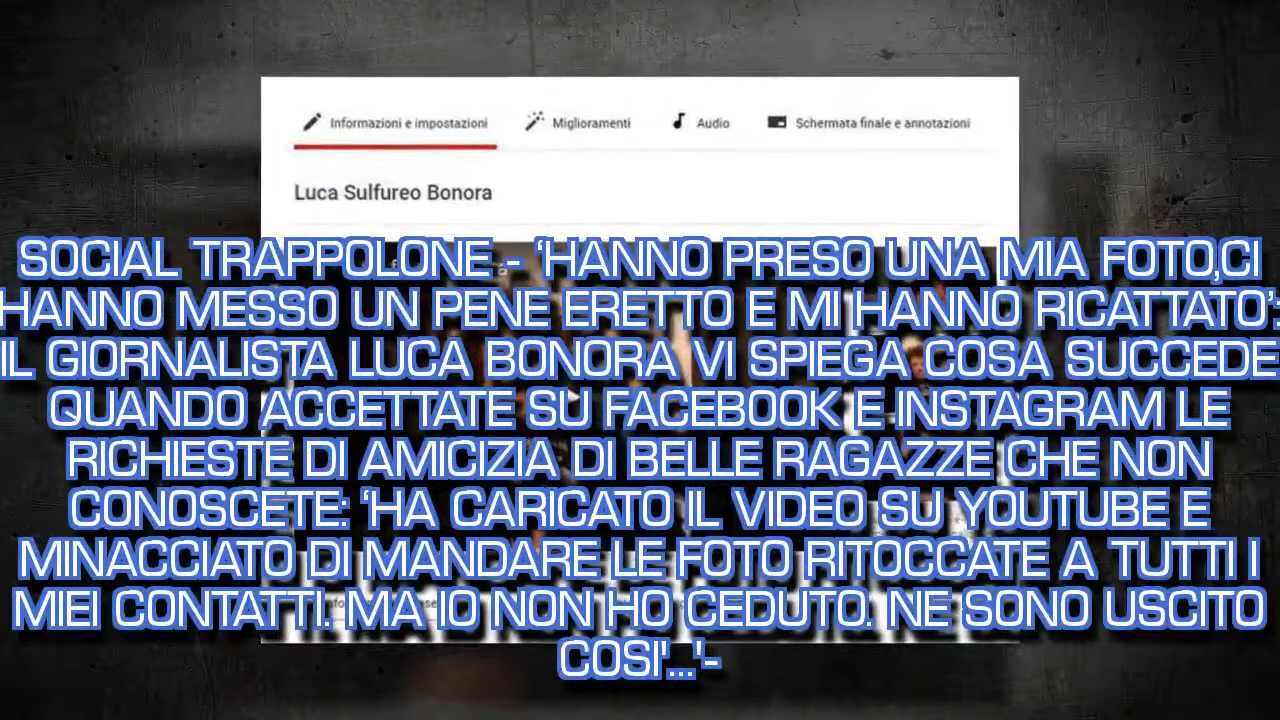 Informazioni e impostazioni Miglioramenti Audio Schermata finale e annotazioni
Luca Sulfureo Bonora
SOCIAL TRAPPOLONE - ‘HANNO PRESO UNA MIA FOTO,CI
HANNO MESSO UN PENE ERETTO E MI HANNO RICATTATO’:
IL GIORNALISTA LUCA BONORA VI SPIEGA COSA SUCCEDE
QUANDO ACCETTATE SU FACEBOOK E INSTAGRAM LE
RICHIESTE DI AMICIZIA DI BELLE RAGAZZE CHE NON
CONOSCETE: ‘HA CARICATO IL VIDEO SU YOUTUBE E
MINACCIATO DI MANDARE LE FOTO RITOCCATE A TUTTI I
MIEI CONTATTI. MA IO NON HO CEDUTO. NE SONO USCITO
COSI'...'-